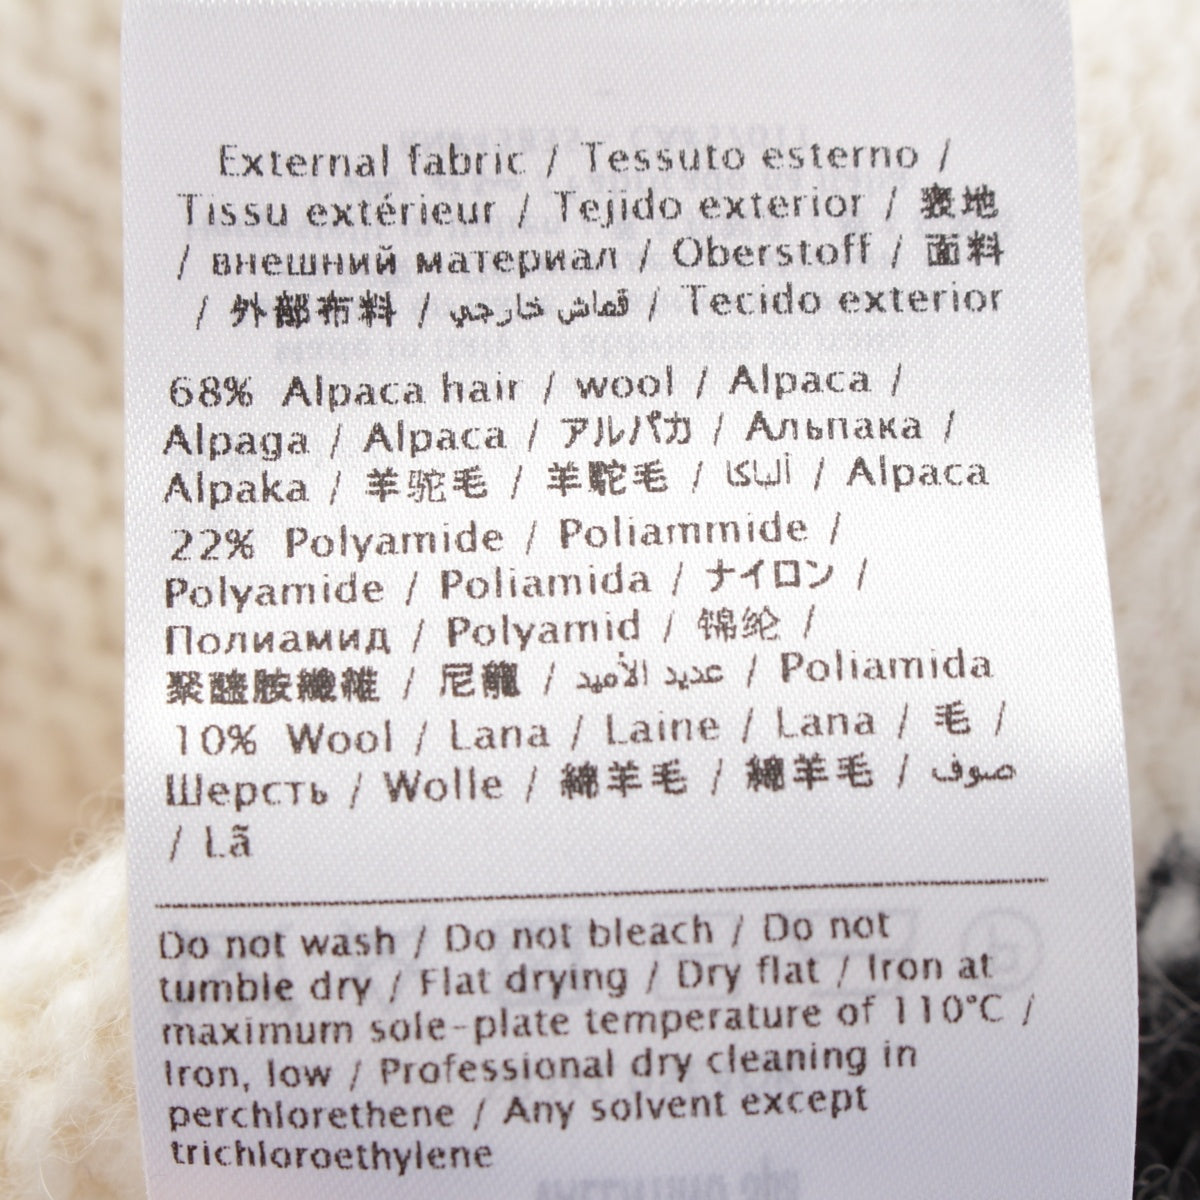 External fabric / Tessuto esterno /
Tissu extérieur / Tejido exterior / 表地
/ внешний материал / Oberstoff / 面料
/ 外部布料 / قماش خارجي / Tecido exterior
68% Alpaca hair / wool / Alpaca /
Alpaga / Alpaca / アルパカ / Альпака /
Alpaka / 羊驼毛 / 羊駝毛 / ألباكا / Alpaca
22% Polyamide / Poliammide /
Polyamide / Poliamida / ナイロン /
Полиамид / Polyamid / 锦纶 /
聚醯胺纖維 / 尼龍 / عديد الأميد / Poliamida
10% Wool / Lana / Laine / Lana / 毛 /
Шерсть / Wolle / 綿羊毛 / 綿羊毛 / صوف
/ Lã
Do not wash / Do not bleach / Do not
tumble dry / Flat drying / Dry flat / Iron at
maximum sole-plate temperature of 110°C /
Iron, low / Professional dry cleaning in
perchlorethene / Any solvent except
trichloroethylene